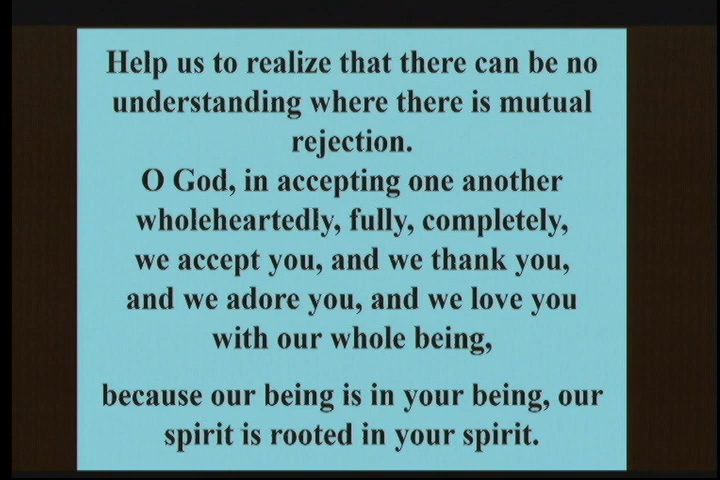 Help us to realize that there can be no
understanding where there is mutual
rejection.
O God, in accepting one another
wholeheartedly, fully, completely,
we accept you, and we thank you,
and we adore you, and we love you
with our whole being,
because our being is in your being, our
spirit is rooted in your spirit.